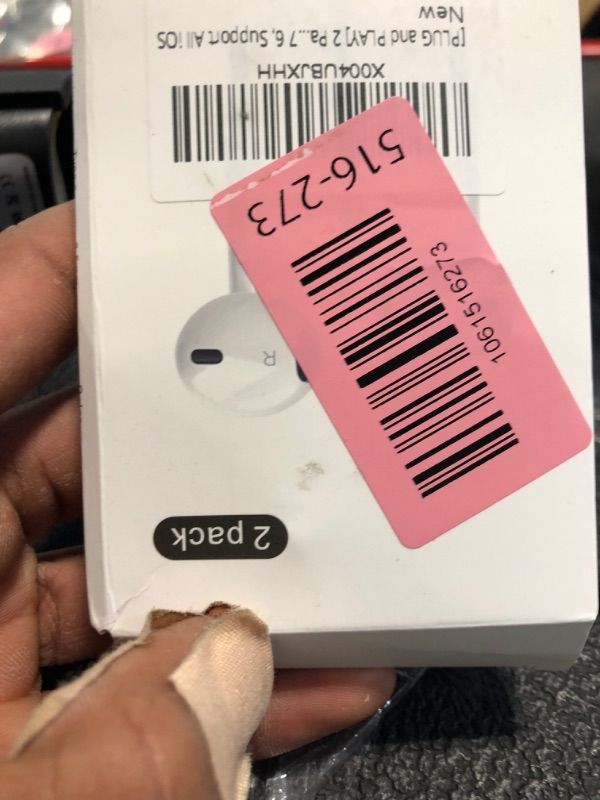 X004UBJXHH
[PLUG and PLAY] 2 Pa...7 6, Support All iOS
New
516-273
1061516273
R
2 pack